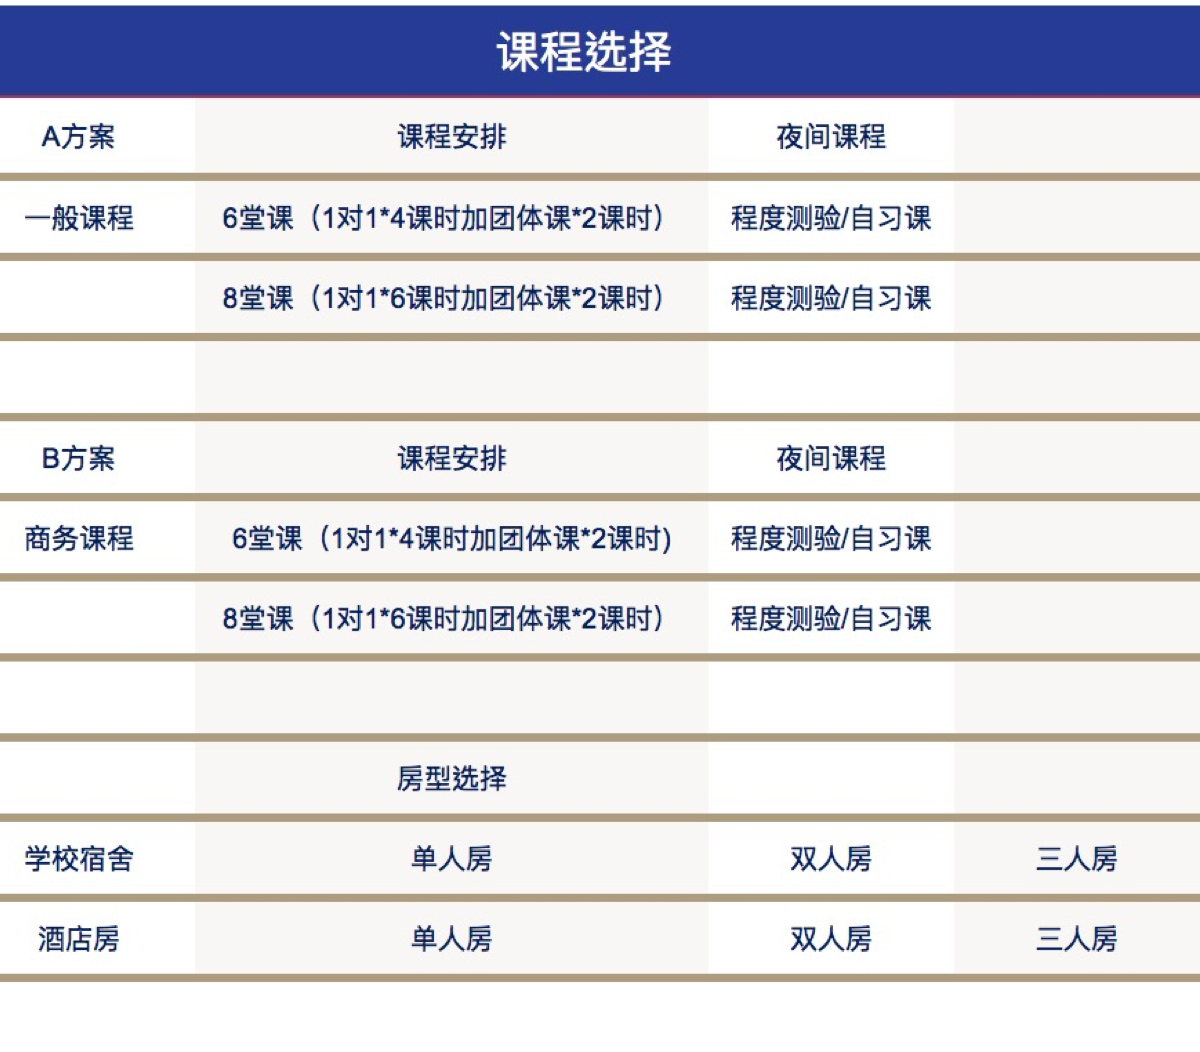 课程选择
A方案 课程安排 夜间课程
一般课程 6堂课（1对1*4课时加团体课*2课时） 程度测验/自习课
8堂课（1对1*6课时加团体课*2课时） 程度测验/自习课
B方案 课程安排 夜间课程
商务课程 6堂课（1对1*4课时加团体课*2课时) 程度测验/自习课
8堂课（1对1*6课时加团体课*2课时） 程度测验/自习课
房型选择
学校宿舍 单人房 双人房 三人房
酒店房 单人房 双人房 三人房